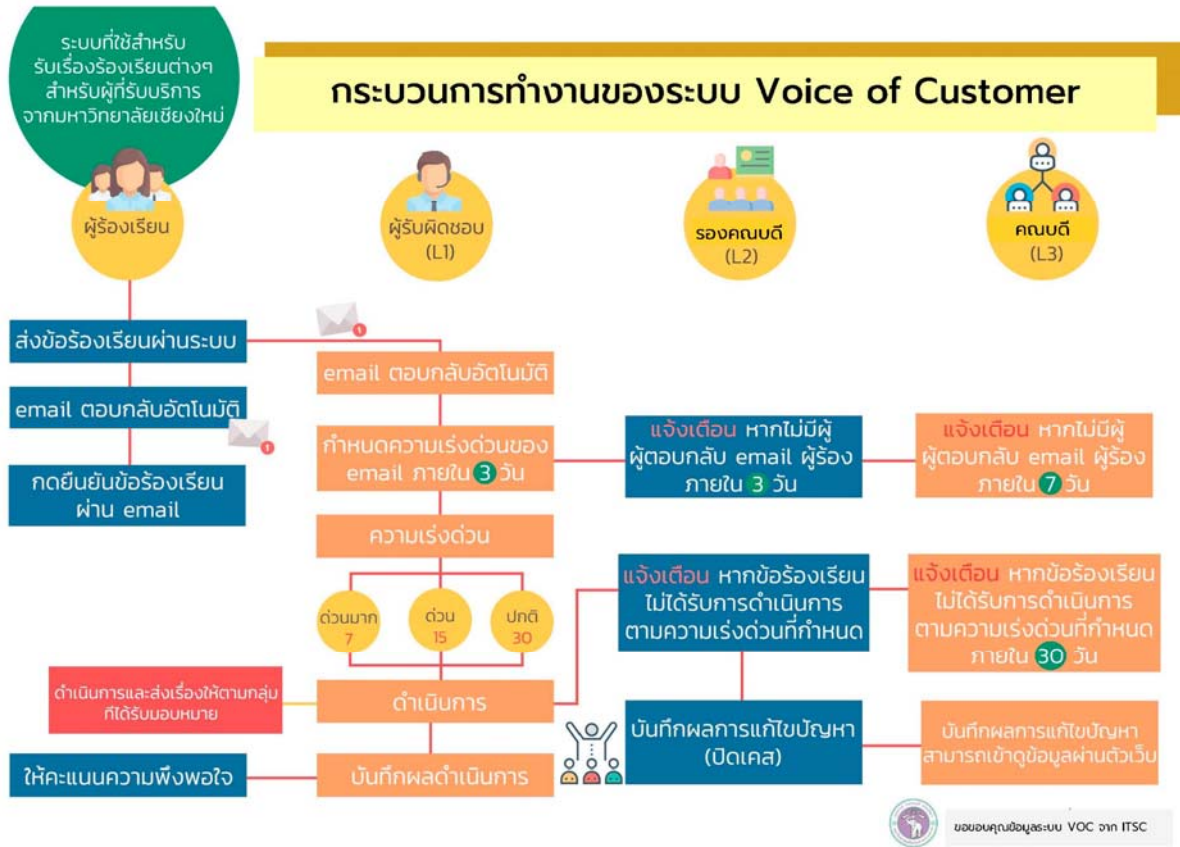 ระบบที่ใช้สำหรับ
รับเรื่องร้องเรียนต่างๆ
สำหรับผู้ที่รับบริการ
จากมหาวิทยาลัยเชียงใหม่
กระบวนการทำงานของระบบ Voice of Customer
ผู้ร้องเรียน
ผู้รับผิดชอบ
(L1)
รองคณบดี
(L2)
คณบดี
(L3)
ส่งข้อร้องเรียนผ่านระบบ
1
email ตอบกลับอัตโนมัติ
1
กดยืนยันข้อร้องเรียน
ผ่าน email
email ตอบกลับอัตโนมัติ
กำหนดความเร่งด่วนของ
email ภายใน 3 วัน
แจ้งเตือน หากไม่มีผู้
ผู้ตอบกลับ email ผู้ร้อง
ภายใน 3 วัน
แจ้งเตือน หากไม่มีผู้
ผู้ตอบกลับ email ผู้ร้อง
ภายใน 7 วัน
ความเร่งด่วน
ด่วนมาก
7
ด่วน
15
ปกติ
30
แจ้งเตือน หากข้อร้องเรียน
ไม่ได้รับการดำเนินการ
ตามความเร่งด่วนที่กำหนด
แจ้งเตือน หากข้อร้องเรียน
ไม่ได้รับการดำเนินการ
ตามความเร่งด่วนที่กำหนด
ภายใน 30 วัน
ดำเนินการและส่งเรื่องให้ตามกลุ่ม
ที่ได้รับมอบหมาย
ดำเนินการ
บันทึกผลการแก้ไขปัญหา
(ปิดเคส)
บันทึกผลการแก้ไขปัญหา
สามารถเข้าดูข้อมูลผ่านตัวเว็บ
ให้คะแนนความพึงพอใจ
บันทึกผลดำเนินการ
ขอขอบคุณข้อมูลระบบ VOC จาก ITSC